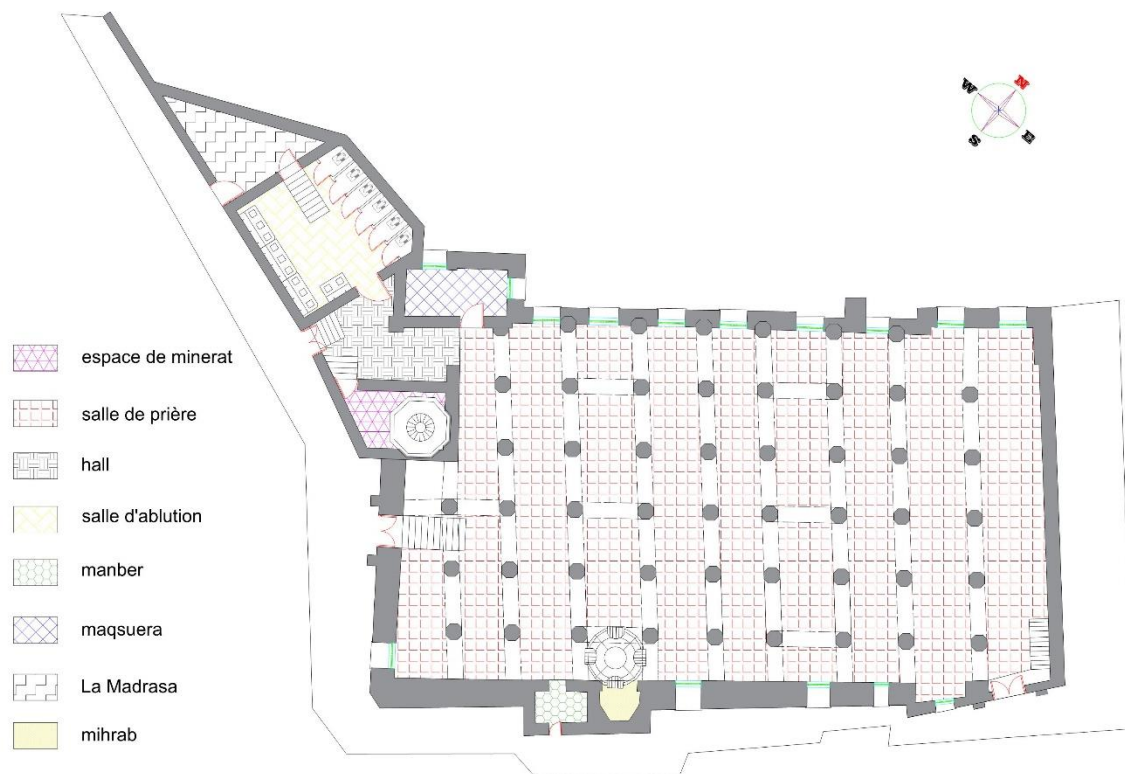 W N
S E
espace de minerat
salle de prière
hall
salle d'ablution
manber
maqsuera
La Madrasa
mihrab